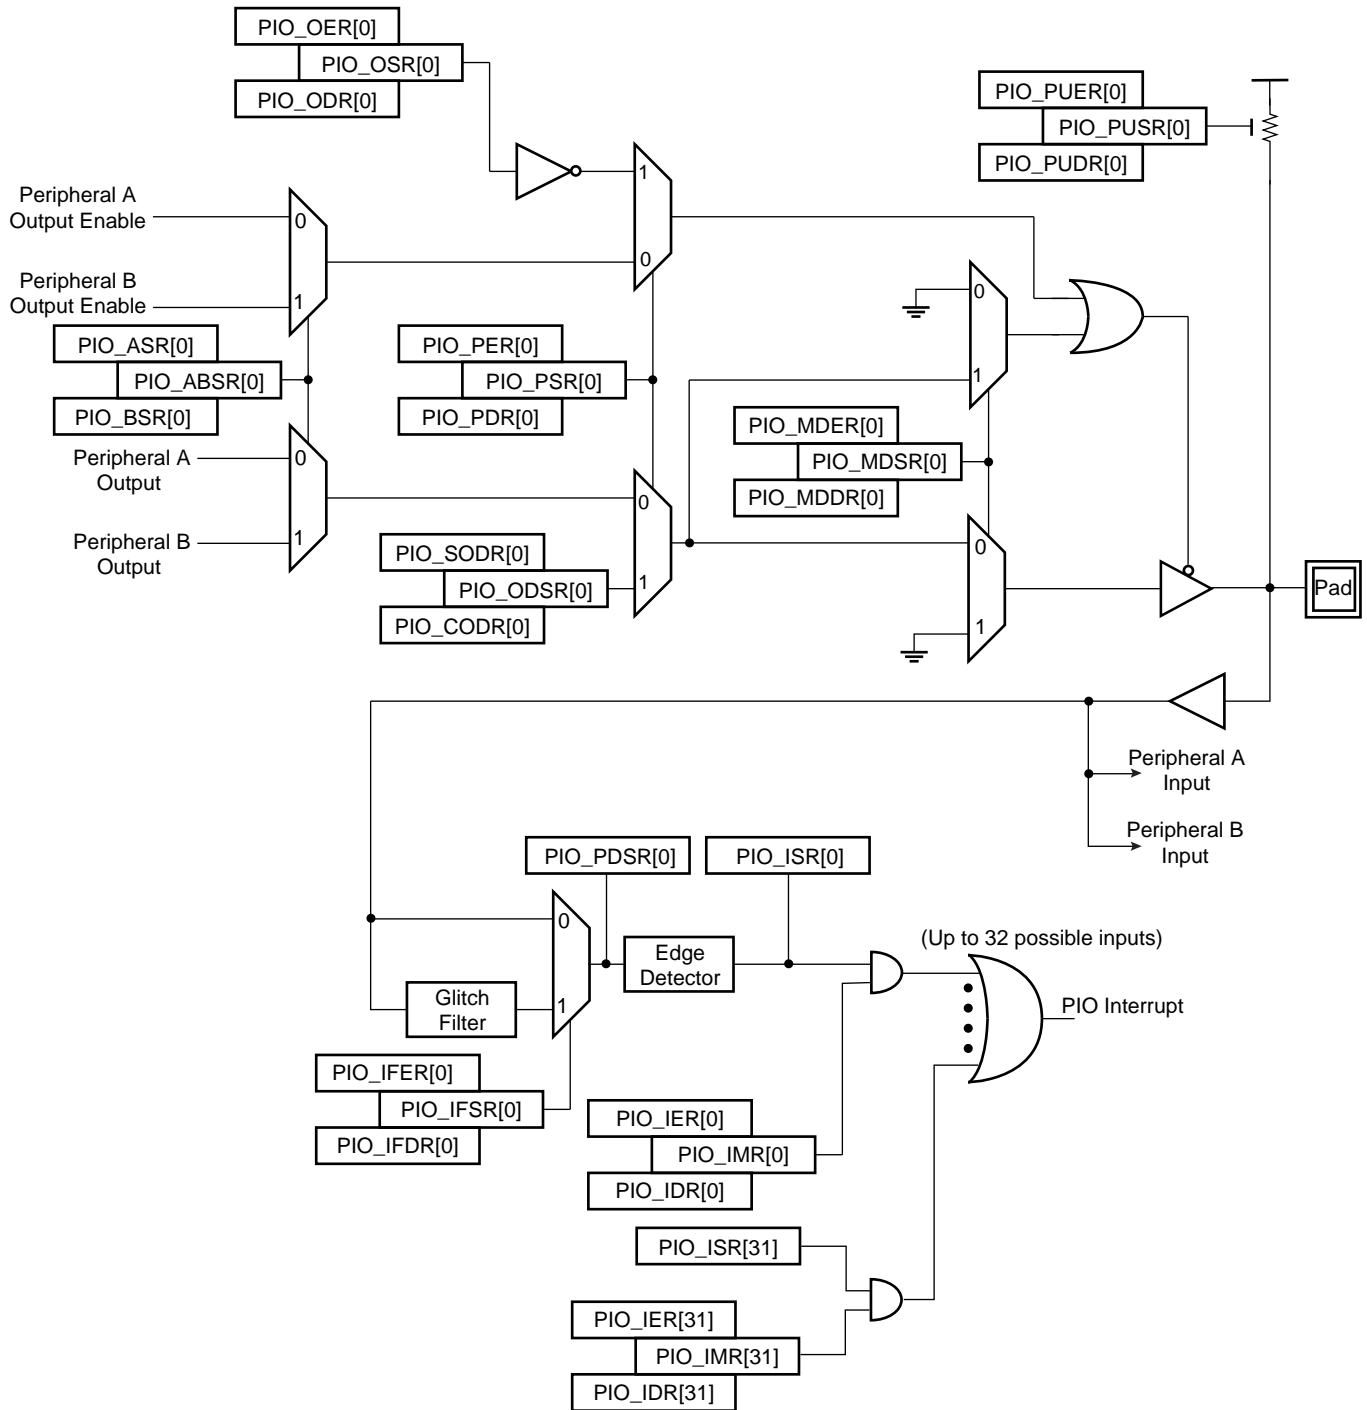 PIO_OER[0]
PIO_OSR[0]
PIO_ODR[0]
PIO_PUER[0]
PIO_PUSR[0]
PIO_PUDR[0]
1
0
Peripheral A
Output Enable
0
Peripheral B
Output Enable
1
0
1
PIO_ASR[0]
PIO_ABSR[0]
PIO_BSR[0]
PIO_PER[0]
PIO_PSR[0]
PIO_PDR[0]
PIO_MDER[0]
PIO_MDSR[0]
PIO_MDDR[0]
Peripheral A
Output
0
Peripheral B
Output
1
0
1
PIO_SODR[0]
PIO_ODSR[0]
PIO_CODR[0]
0
1
Pad
Peripheral A
Input
Peripheral B
Input
PIO_PDSR[0]
PIO_ISR[0]
0
1
Edge
Detector
Glitch
Filter
(Up to 32 possible inputs)
PIO Interrupt
PIO_IFER[0]
PIO_IFSR[0]
PIO_IFDR[0]
PIO_IER[0]
PIO_IMR[0]
PIO_IDR[0]
PIO_ISR[31]
PIO_IER[31]
PIO_IMR[31]
PIO_IDR[31]